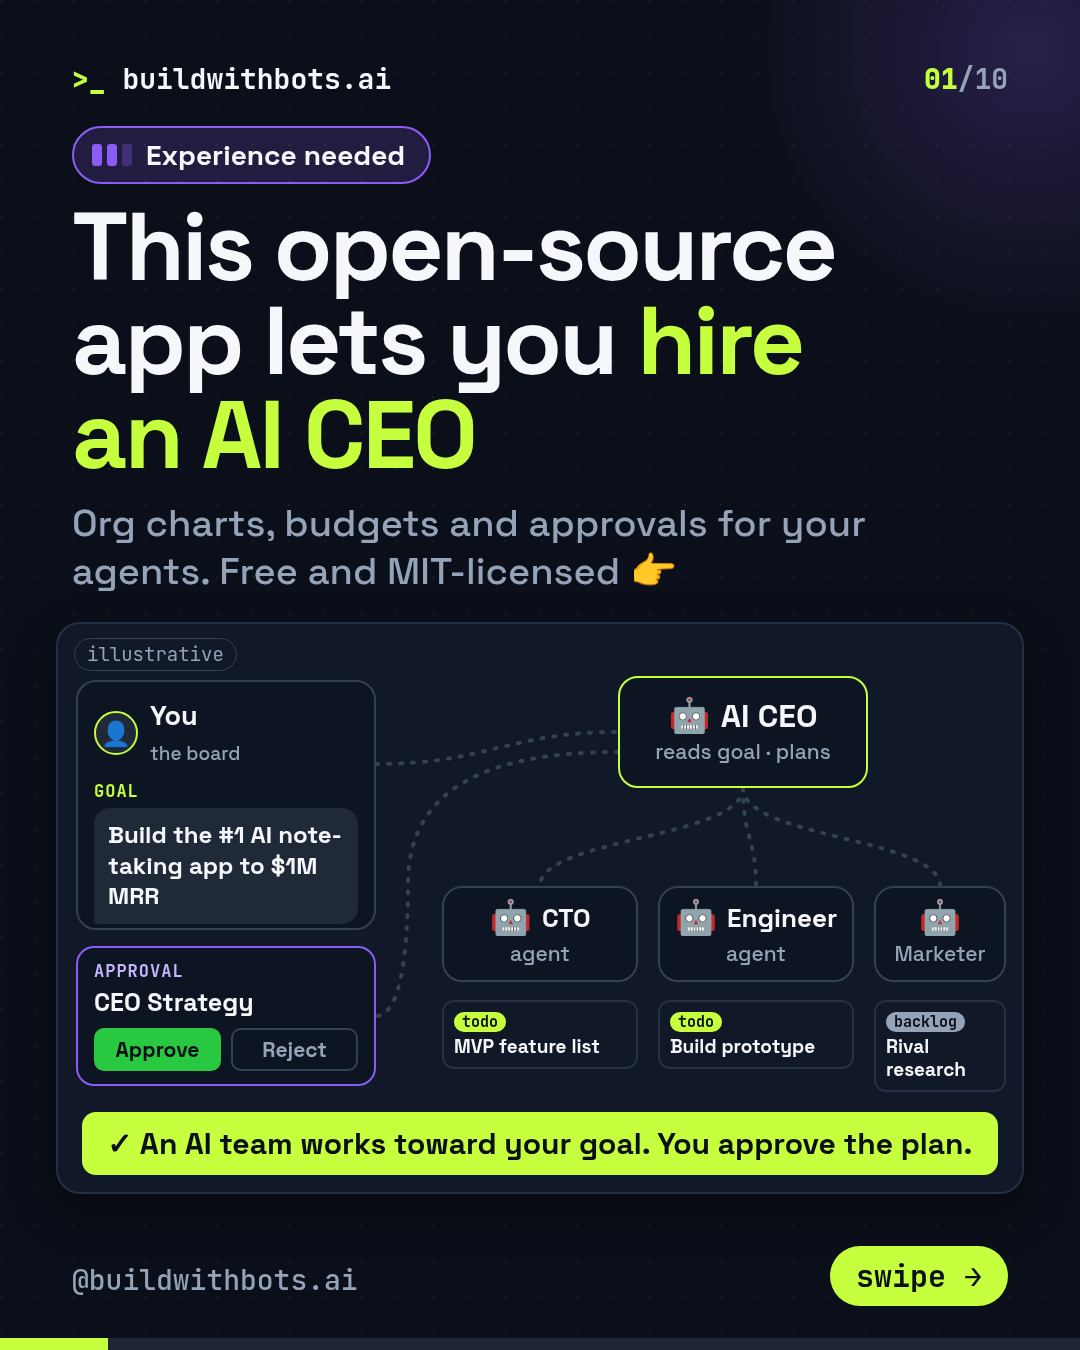 >_ buildwithbots.ai
01/10
Experience needed
This open-source
app lets you hire
an AI CEO
Org charts, budgets and approvals for your
agents. Free and MIT-licensed 👉
illustrative
You
the board
GOAL
Build the #1 AI note-
taking app to $1M
MRR
APPROVAL
CEO Strategy
Approve
Reject
AI CEO
reads goal · plans
CTO
agent
Engineer
agent
Marketer
todo
MVP feature list
todo
Build prototype
backlog
Rival
research
✓ An AI team works toward your goal. You approve the plan.
@buildwithbots.ai
swipe →